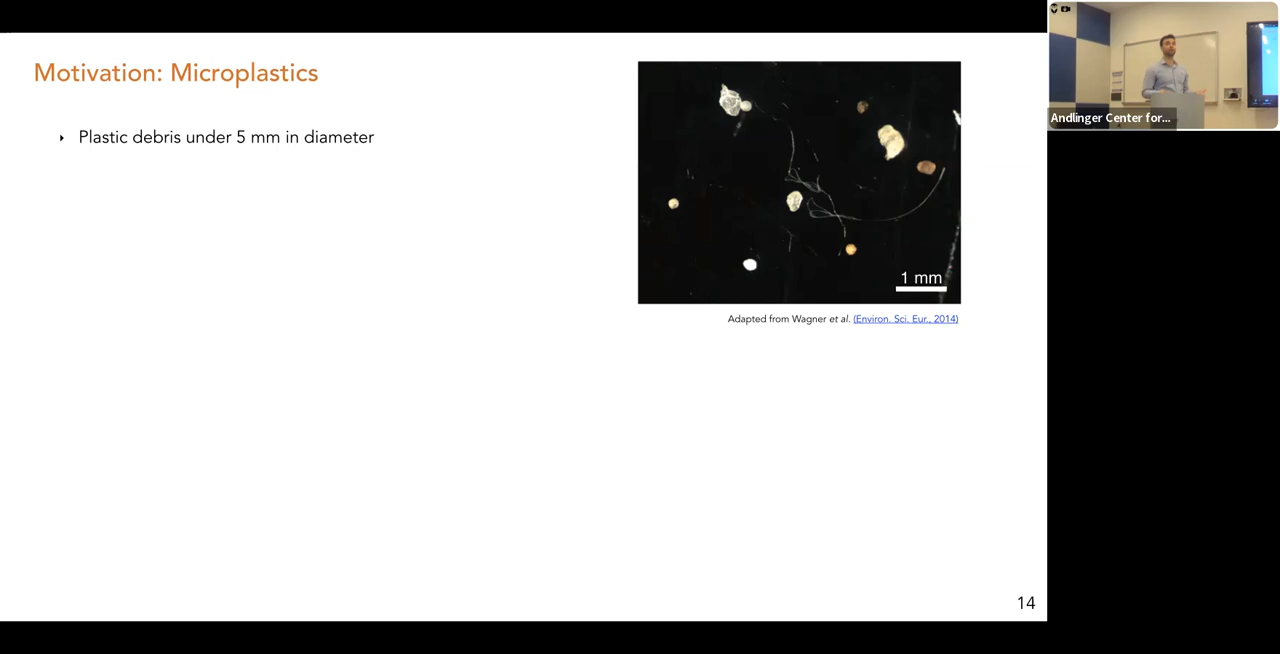 Motivation: Microplastics
‣ Plastic debris under 5 mm in diameter
1 mm
Adapted from Wagner et al. (Environ. Sci. Eur., 2014)
14
Andlinger Center for...